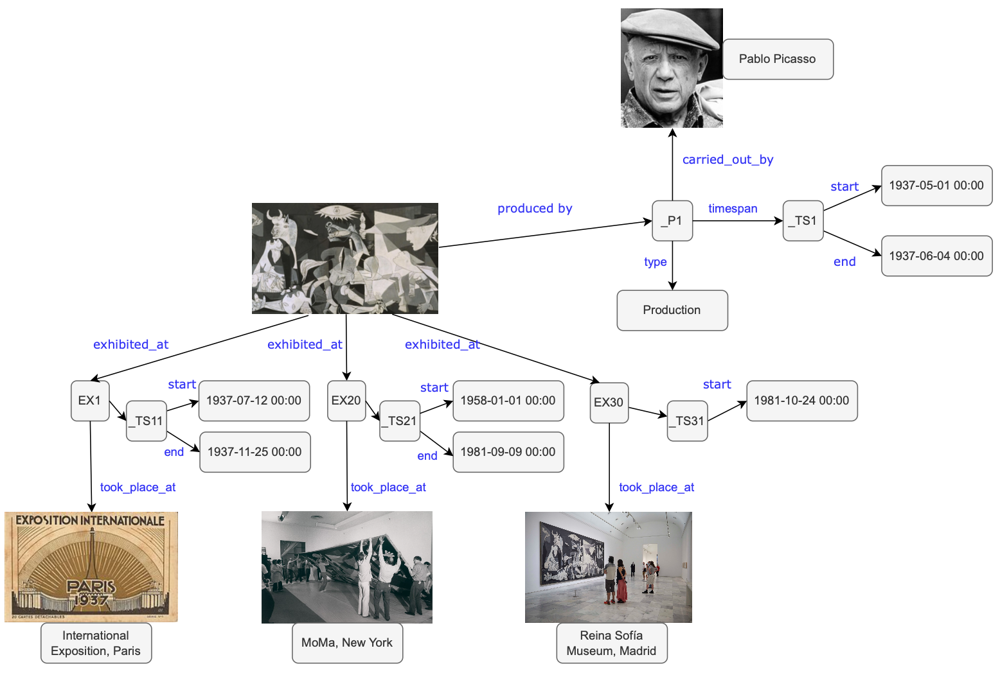 Pablo Picasso
carried_out_by
produced by
_P1
timespan
_TS1
start
1937-05-01 00:00
end
1937-06-04 00:00
type
Production
exhibited_at
exhibited_at
exhibited_at
EX1
_TS11
start
1937-07-12 00:00
end
1937-11-25 00:00
took_place_at
EX20
_TS21
start
1958-01-01 00:00
end
1981-09-09 00:00
took_place_at
EX30
_TS31
start
1981-10-24 00:00
took_place_at
EXPOSITION INTERNATIONALE
PARIS
1937
20 CARTES DETACHABLES
International
Exposition, Paris
MoMa, New York
Reina Sofía
Museum, Madrid